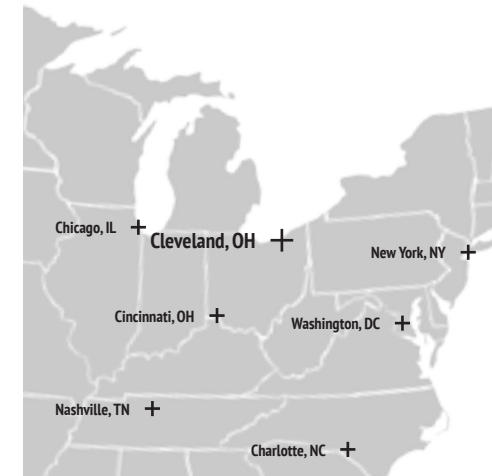 Chicago, IL
Cleveland, OH
New York, NY
Cincinnati, OH
Washington, DC
Nashville, TN
Charlotte, NC